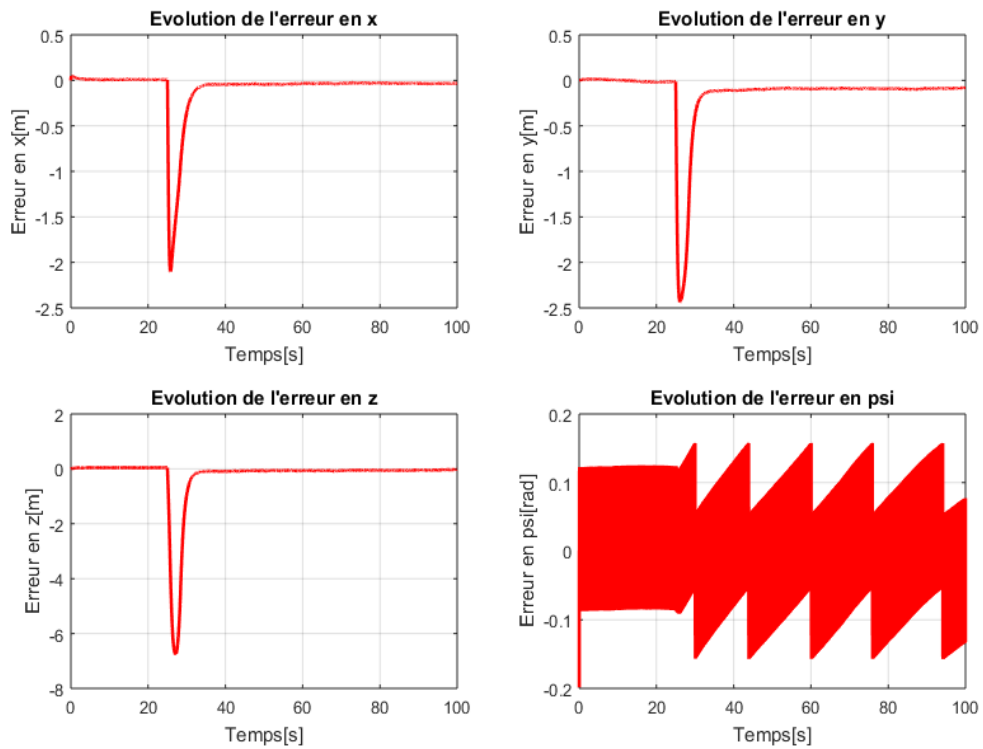 Evolution de l'erreur en x
0.5
0
-0.5
-1
-1.5
-2
-2.5
Erreur en x[m]
0 20 40 60 80 100
Temps[s]
Evolution de l'erreur en y
0.5
0
-0.5
-1
-1.5
-2
-2.5
Erreur en y[m]
0 20 40 60 80 100
Temps[s]
Evolution de l'erreur en z
2
0
-2
-4
-6
-8
Erreur en z[m]
0 20 40 60 80 100
Temps[s]
Evolution de l'erreur en psi
0.2
0.1
0
-0.1
-0.2
Erreur en psi[rad]
0 20 40 60 80 100
Temps[s]